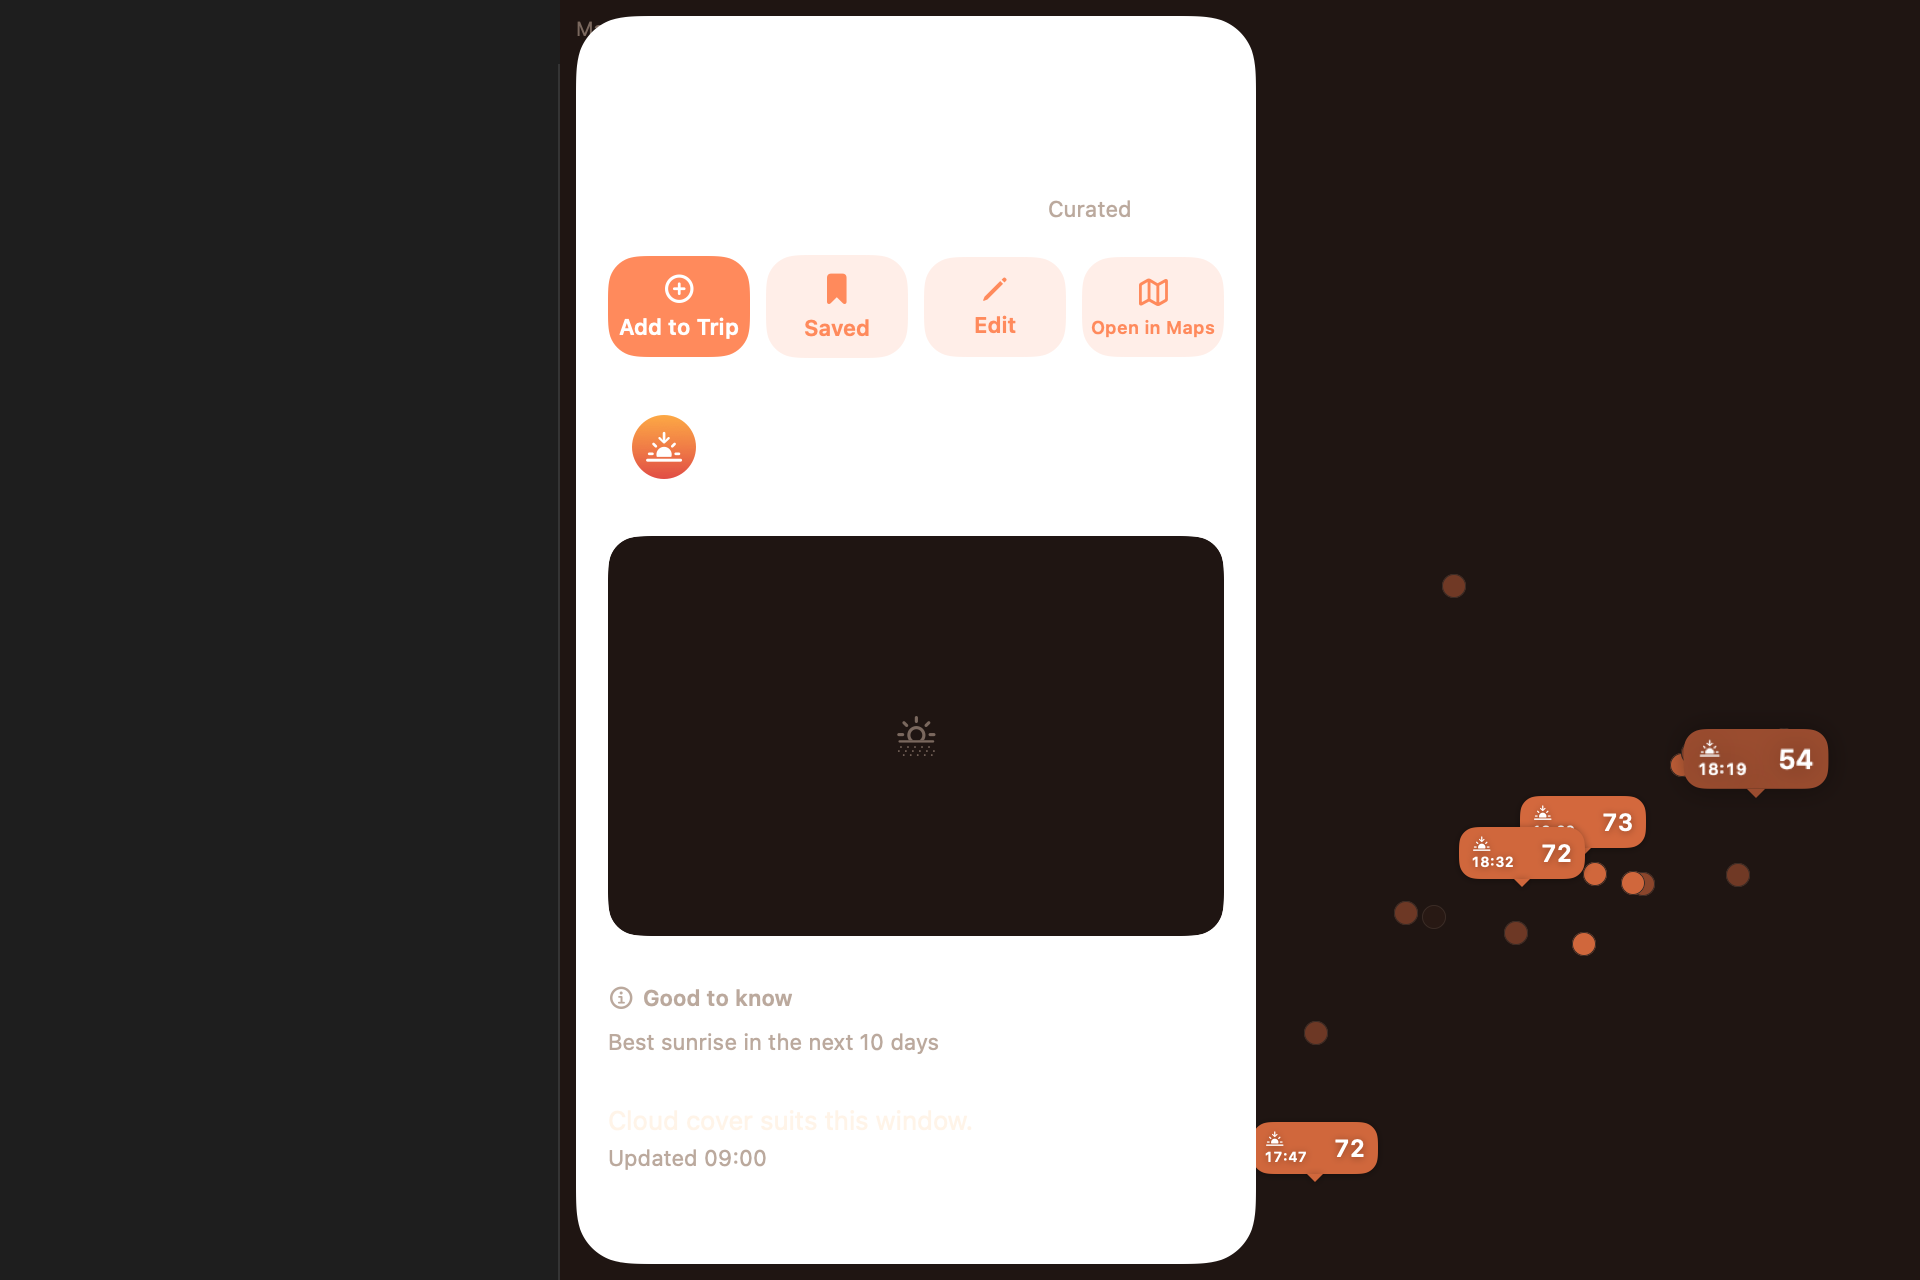 Curated
Add to Trip
Saved
Edit
Open in Maps
Good to know
Best sunrise in the next 10 days
Cloud cover suits this window.
Updated 09:00
18:19
54
73
18:32
72
17:47
72